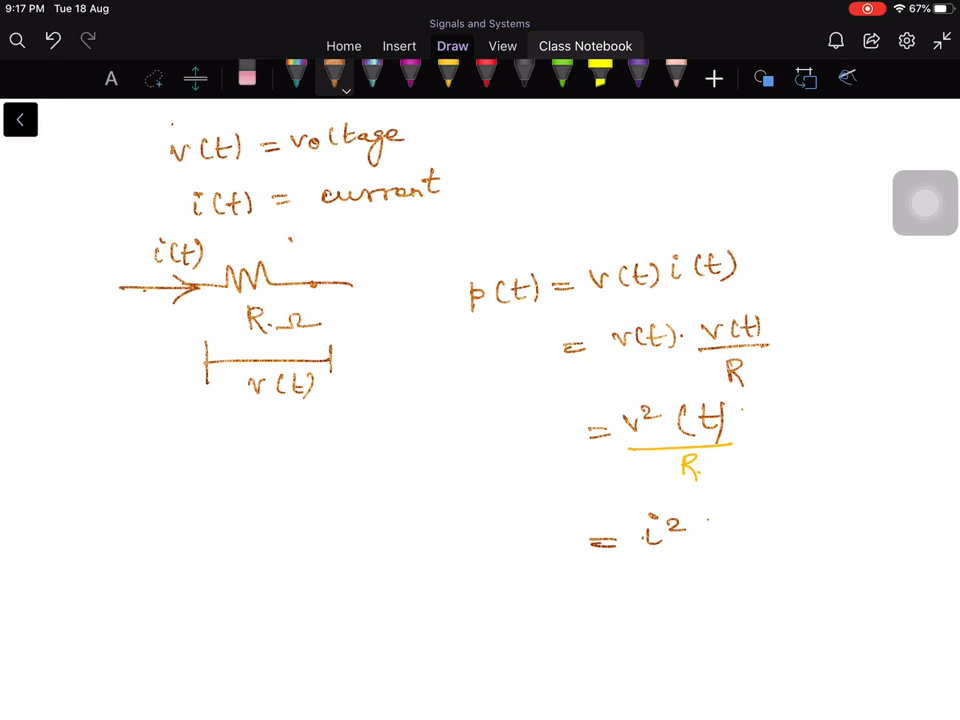 9:17 PM Tue 18 Aug
67%
Signals and Systems
Home Insert Draw View Class Notebook
A
v(t) = voltage
i(t) = current
i(t)
R.Ω
v(t)
p(t) = v(t) i(t)
= v(t). v(t)/R
= v² (t)/R.
= i²